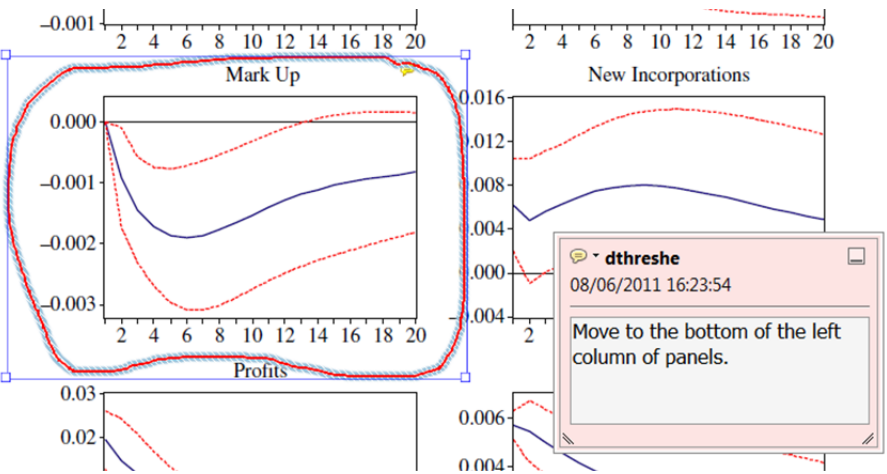 −0.001
2 4 6 8 10 12 14 16 18 20
2 4 6 8 10 12 14 16 18 20
Mark Up
0.000
−0.001
−0.002
−0.003
2 4 6 8 10 12 14 16 18 20
New Incorporations
0.016
0.012
.008
.004
.000
.004
2
dthreshe
08/06/2011 16:23:54
Move to the bottom of the left
column of panels.
Profits
0.03
0.02
0.006
0.004